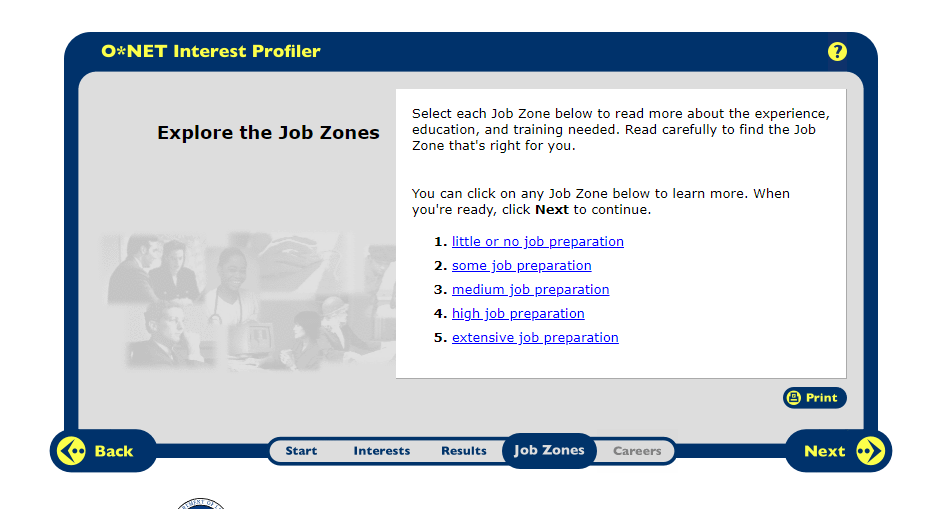 O*NET Interest Profiler
?
Explore the Job Zones
Select each Job Zone below to read more about the experience,
education, and training needed. Read carefully to find the Job
Zone that's right for you.
You can click on any Job Zone below to learn more. When
you're ready, click Next to continue.
1. little or no job preparation
2. some job preparation
3. medium job preparation
4. high job preparation
5. extensive job preparation
Print
Back
Start
Interests
Results
Job Zones
Careers
Next